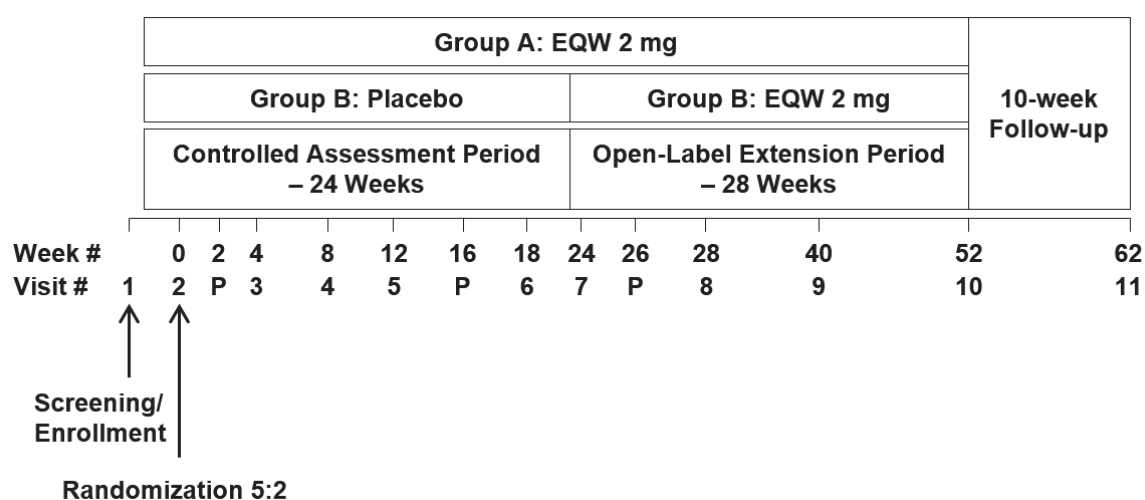 Group A: EQW 2 mg
Group B: Placebo
Group B: EQW 2 mg
10-week
Follow-up
Controlled Assessment Period
– 24 Weeks
Open-Label Extension Period
– 28 Weeks
Week # 0 2 4 8 12 16 18 24 26 28 40 52 62
Visit # 1 2 P 3 4 5 P 6 7 P 8 9 10 11
Screening/
Enrollment
Randomization 5:2